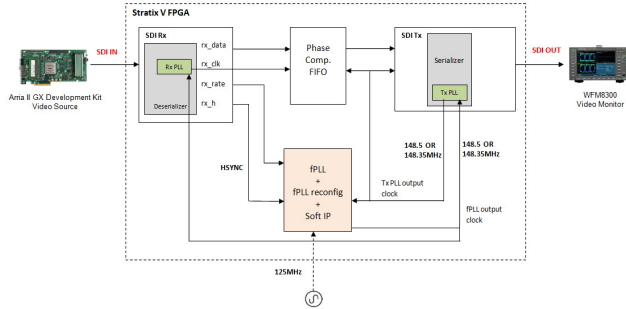 Stratix V FPGA
SDI Rx
rx_data
SDI Tx
SDI IN
Rx PLL
rx_clk
Phase
Comp.
FIFO
Serializer
SDI OUT
rx_rate
Deserializer
rx_h
Tx PLL
Arria II GX Development Kit
Video Source
WFM8300
Video Monitor
148.5 OR
148.35MHz
148.5 OR
148.35MHz
HSYNC
fPLL
+
fPLL reconfig
+
Soft IP
Tx PLL output
clock
fPLL output
clock
125MHz